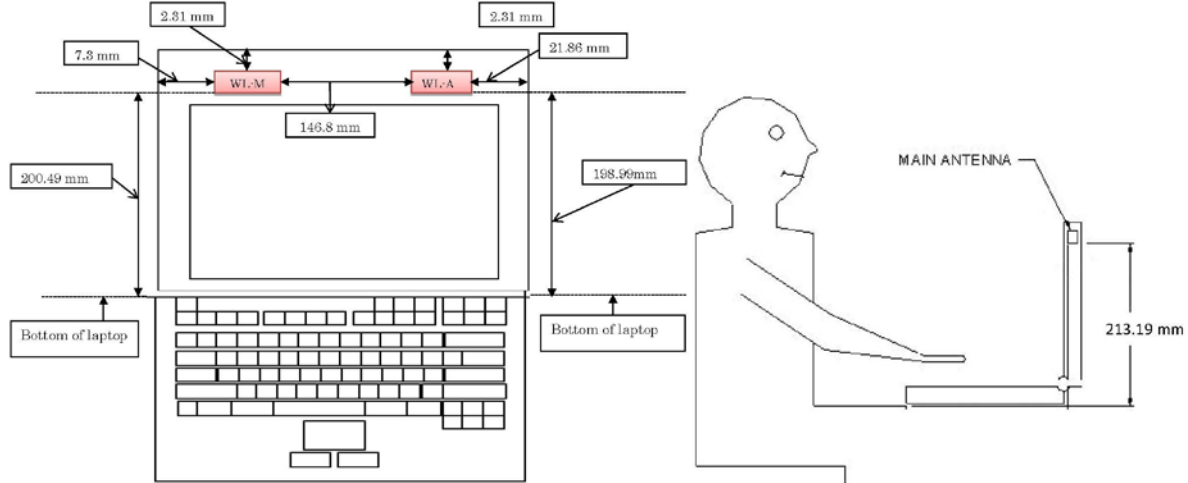 2.31 mm
2.31 mm
7.3 mm
21.86 mm
WL-M
WL-A
146.8 mm
200.49 mm
198.99mm
Bottom of laptop
Bottom of laptop
MAIN ANTENNA
213.19 mm